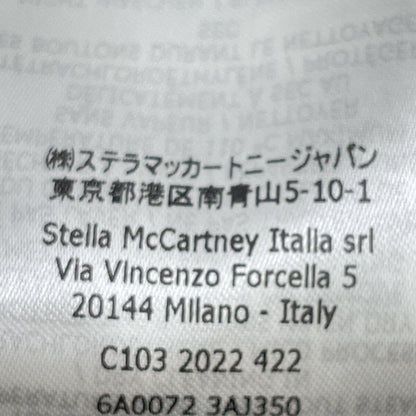 ㈱ステラマッカートニージャパン
東京都港区南青山5-10-1
Stella McCartney Italia srl
Via Vincenzo Forcella 5
20144 Milano - Italy
C103 2022 422
6A0072 3AJ350